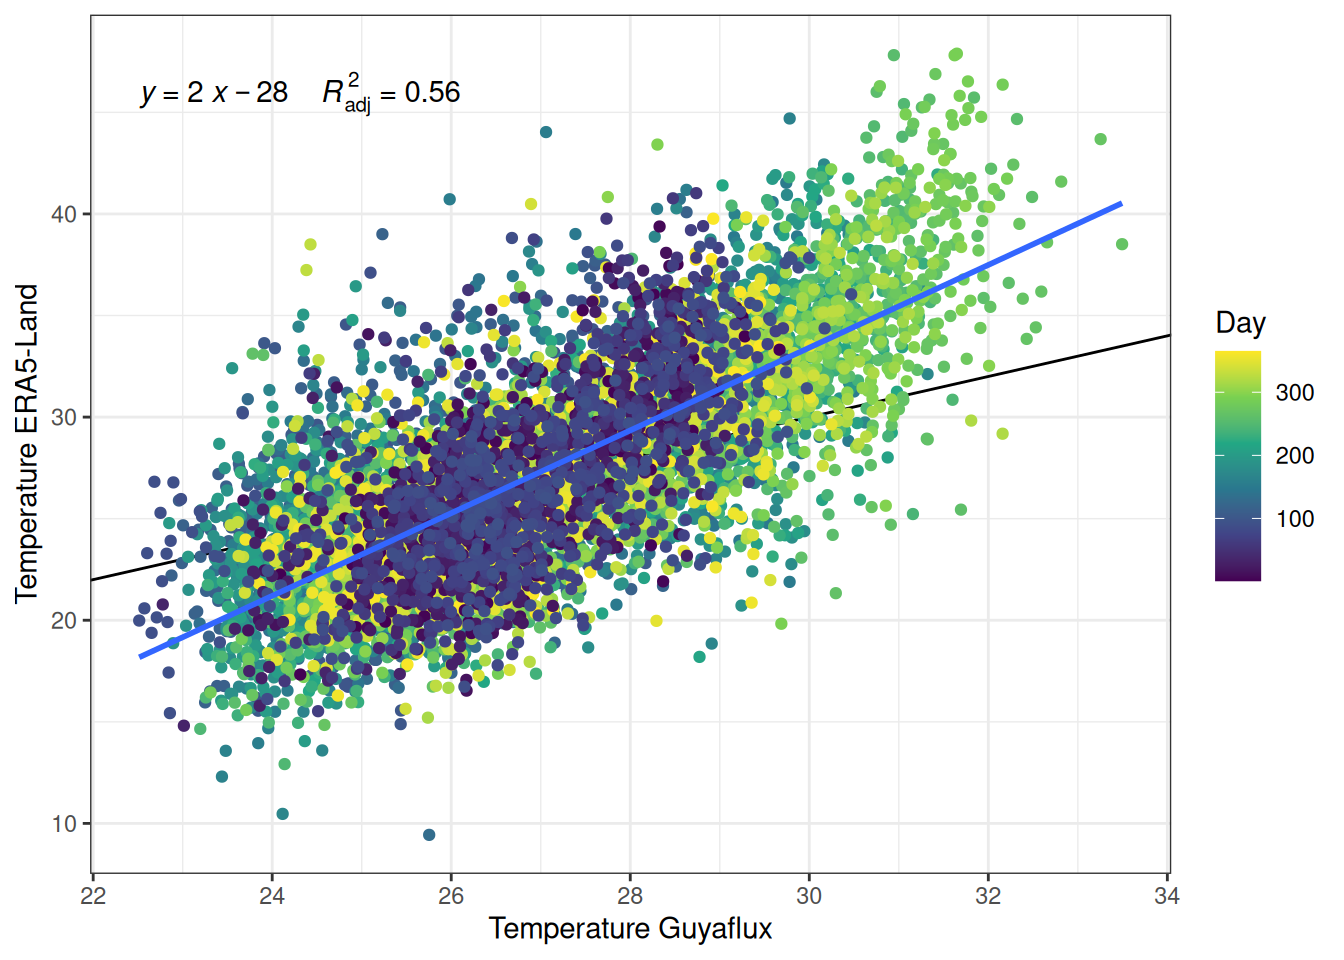 y = 2 x − 28 R²adj = 0.56
Temperature ERA5-Land
40
30
20
10
22 24 26 28 30 32 34
Temperature Guyaflux
Day
300
200
100